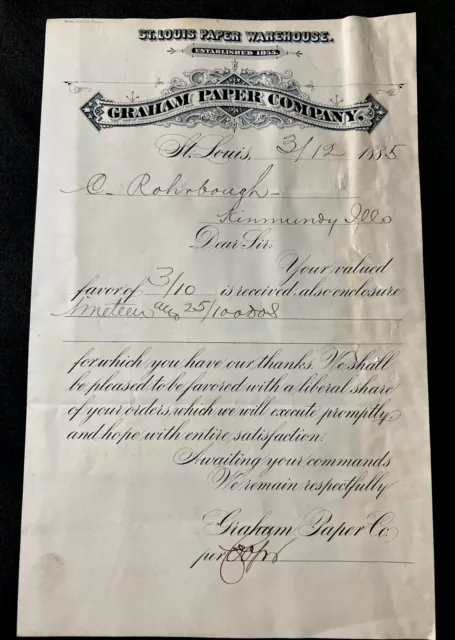 ST. LOUIS PAPER WAREHOUSE.
ESTABLISHED 1855.
GRAHAM PAPER COMPANY.
St. Louis, 3/12 1885
C. Rohrbough
Kinmundy Ills
Dear Sir,
Your valued
favor of 3/10 is received also enclosure
Nineteen and 25/100 Dols
for which you have our thanks. We shall
be pleased to be favored with a liberal share
of your orders, which we will execute promptly
and hope with entire satisfaction.
Awaiting your commands
We remain respectfully
Graham Paper Co.
per